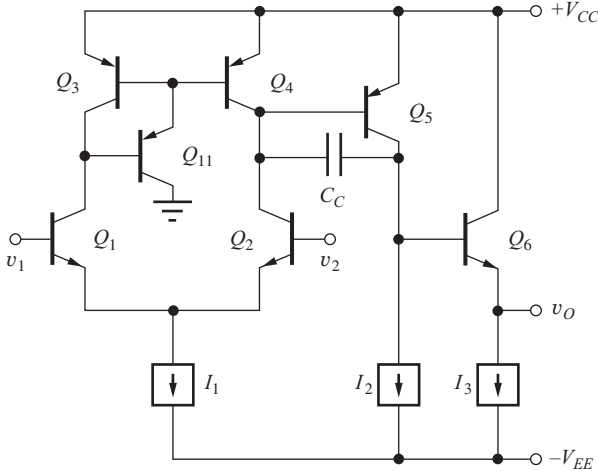 +V_CC
Q_3
Q_4
Q_5
Q_11
C_C
Q_1
Q_2
Q_6
v_1
v_2
v_O
I_1
I_2
I_3
−V_EE